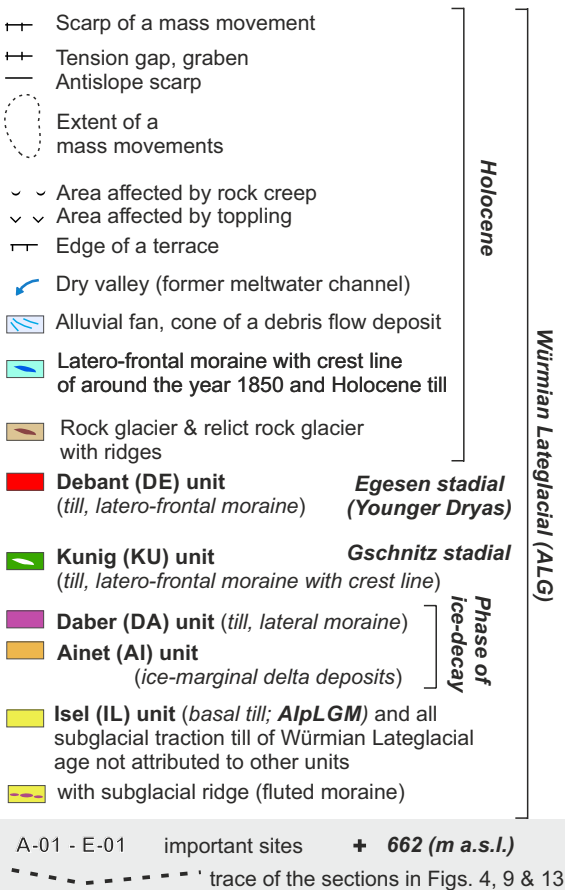 Scarp of a mass movement
Tension gap, graben
Antislope scarp
Extent of a
mass movements
Area affected by rock creep
Area affected by toppling
Edge of a terrace
Dry valley (former meltwater channel)
Alluvial fan, cone of a debris flow deposit
Latero-frontal moraine with crest line
of around the year 1850 and Holocene till
Rock glacier & relict rock glacier
with ridges
Holocene
Debant (DE) unit
(till, latero-frontal moraine)
Egesen stadial
(Younger Dryas)
Kunig (KU) unit
(till, latero-frontal moraine with crest line)
Gschnitz stadial
Daber (DA) unit (till, lateral moraine)
Ainet (AI) unit
(ice-marginal delta deposits)
Phase of
ice-decay
Isel (IL) unit (basal till; AlpLGM) and all
subglacial traction till of Würmian Lateglacial
age not attributed to other units
with subglacial ridge (fluted moraine)
Würmian Lateglacial (ALG)
A-01 - E-01 important sites + 662 (m a.s.l.)
trace of the sections in Figs. 4, 9 & 13